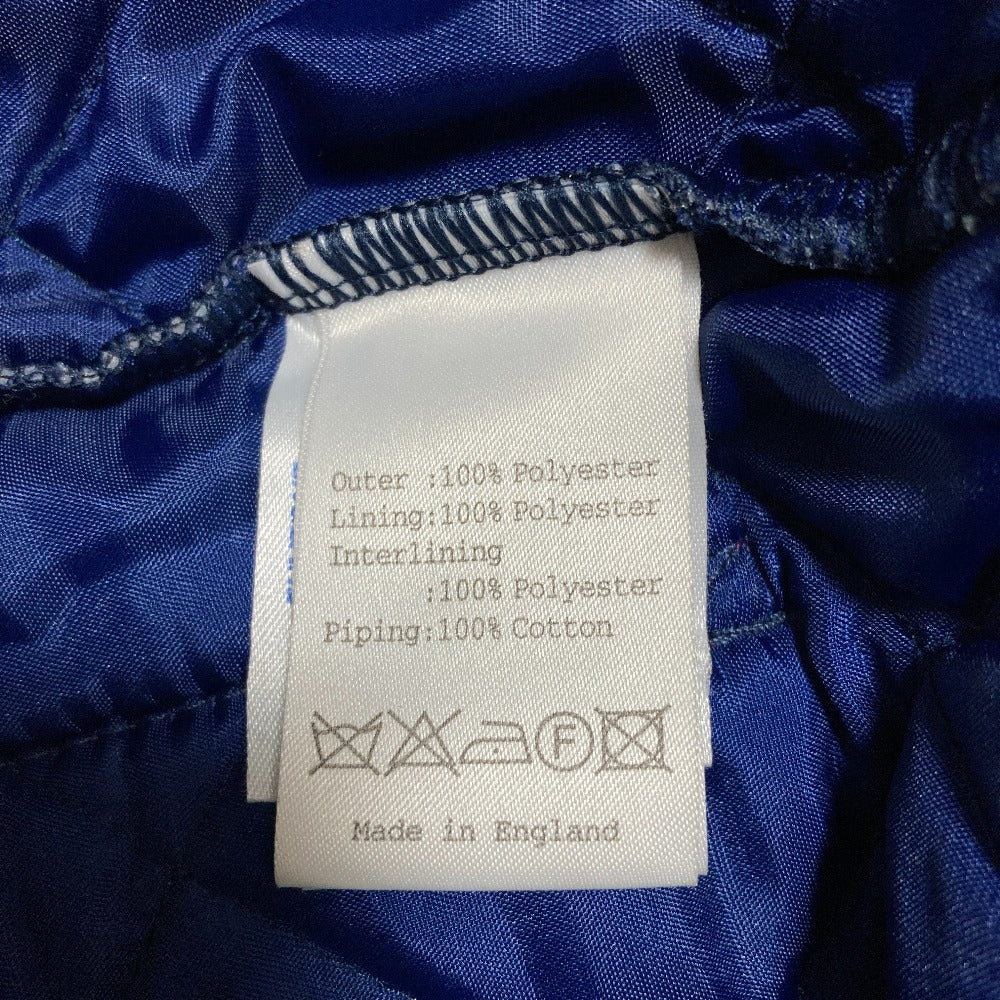 Outer :100% Polyester
Lining:100% Polyester
Interlining
:100% Polyester
Piping:100% Cotton
F
Made in England